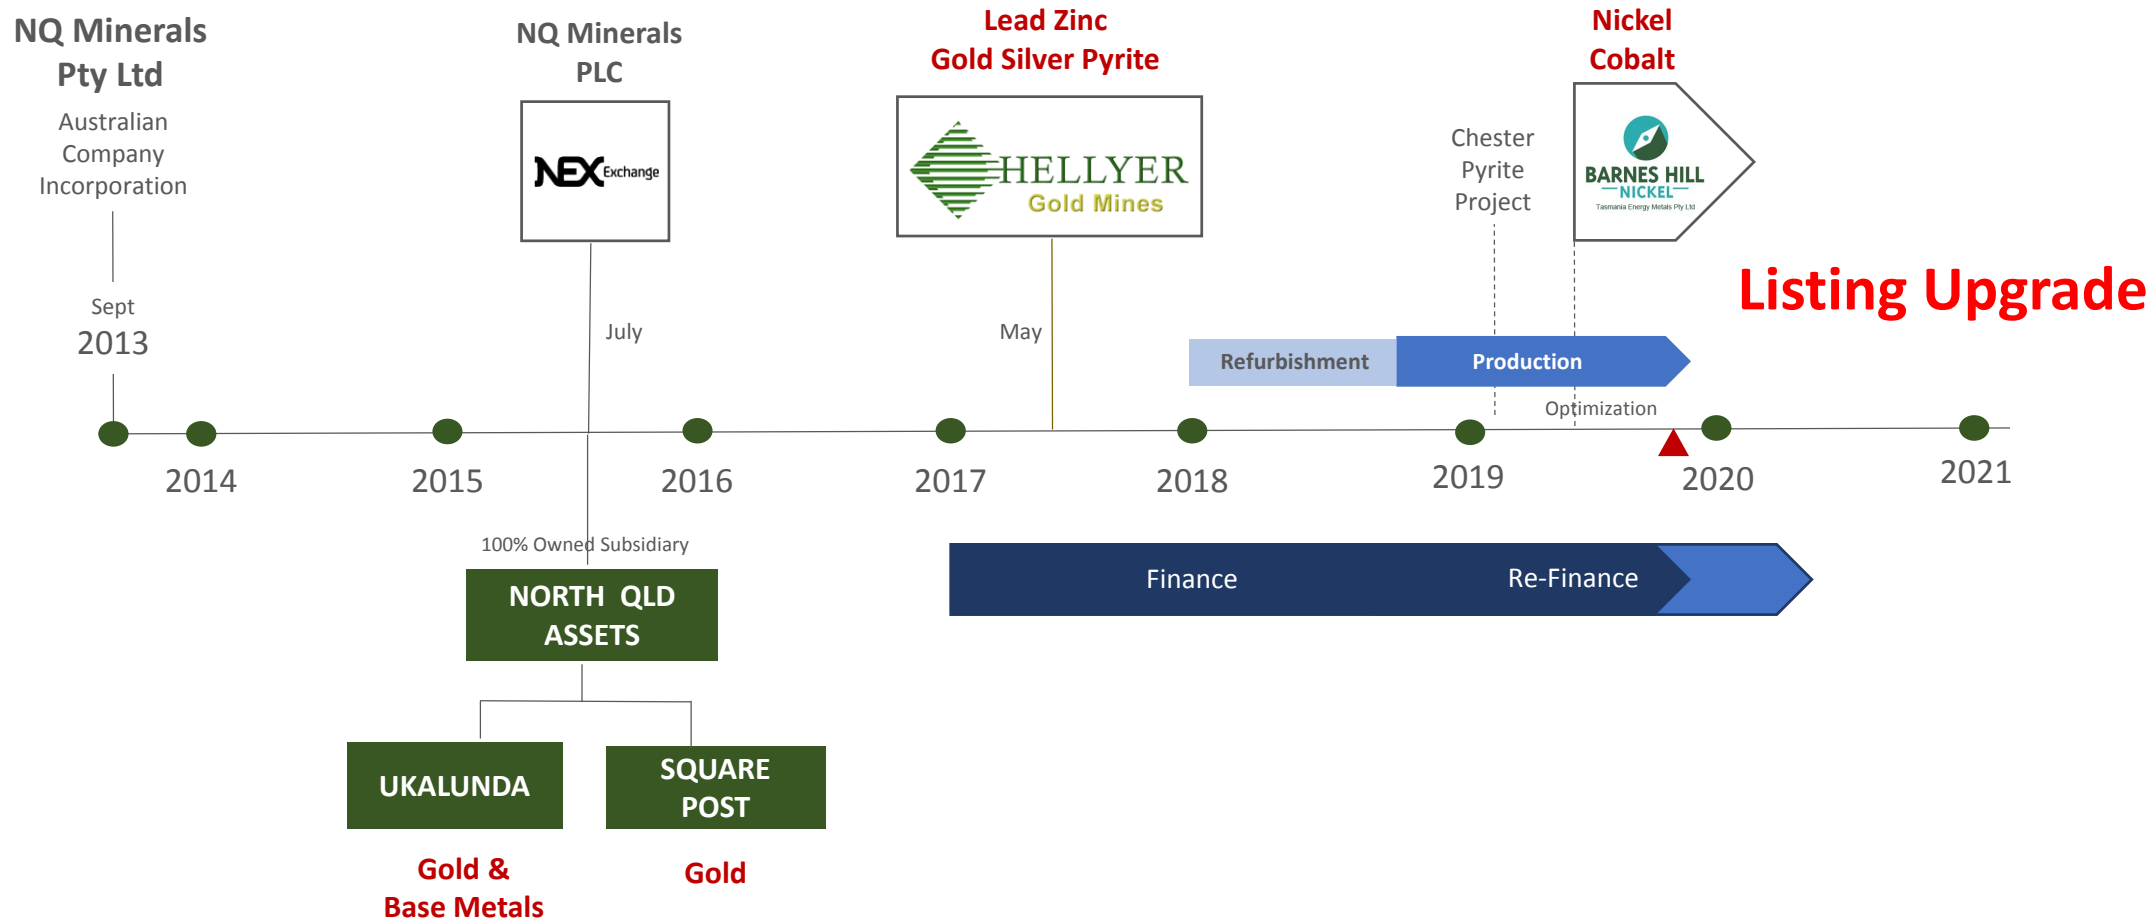 NQ Minerals
Pty Ltd
Australian
Company
Incorporation
Sept
2013
NQ Minerals
PLC
NEX Exchange
July
Lead Zinc
Gold Silver Pyrite
HELLYER
Gold Mines
May
Nickel
Cobalt
Chester
Pyrite
Project
BARNES HILL
NICKEL
Tasmania Energy Metals Pty Ltd
Listing Upgrade
Refurbishment
Production
Optimization
2014
2015
2016
2017
2018
2019
2020
2021
100% Owned Subsidiary
NORTH QLD
ASSETS
Finance
Re-Finance
UKALUNDA
SQUARE
POST
Gold &
Base Metals
Gold